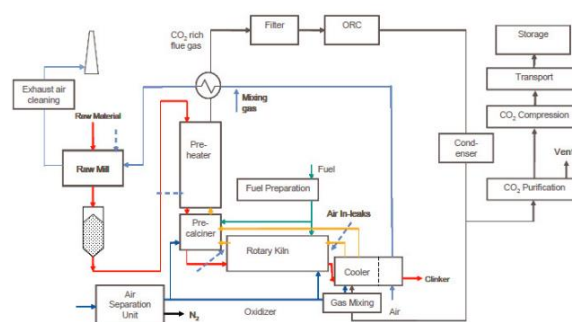 Filter
ORC
CO2 rich
flue gas
Storage
Transport
CO2 Compression
Vent
CO2 Purification
Cond-
enser
Exhaust air
cleaning
Mixing
gas
Raw Material
Raw Mill
Pre-
heater
Fuel
Fuel Preparation
Air In-leaks
Pre-
calciner
Rotary Kiln
Cooler
Clinker
Gas Mixing
Air
Air
Separation
Unit
N2
Oxidizer